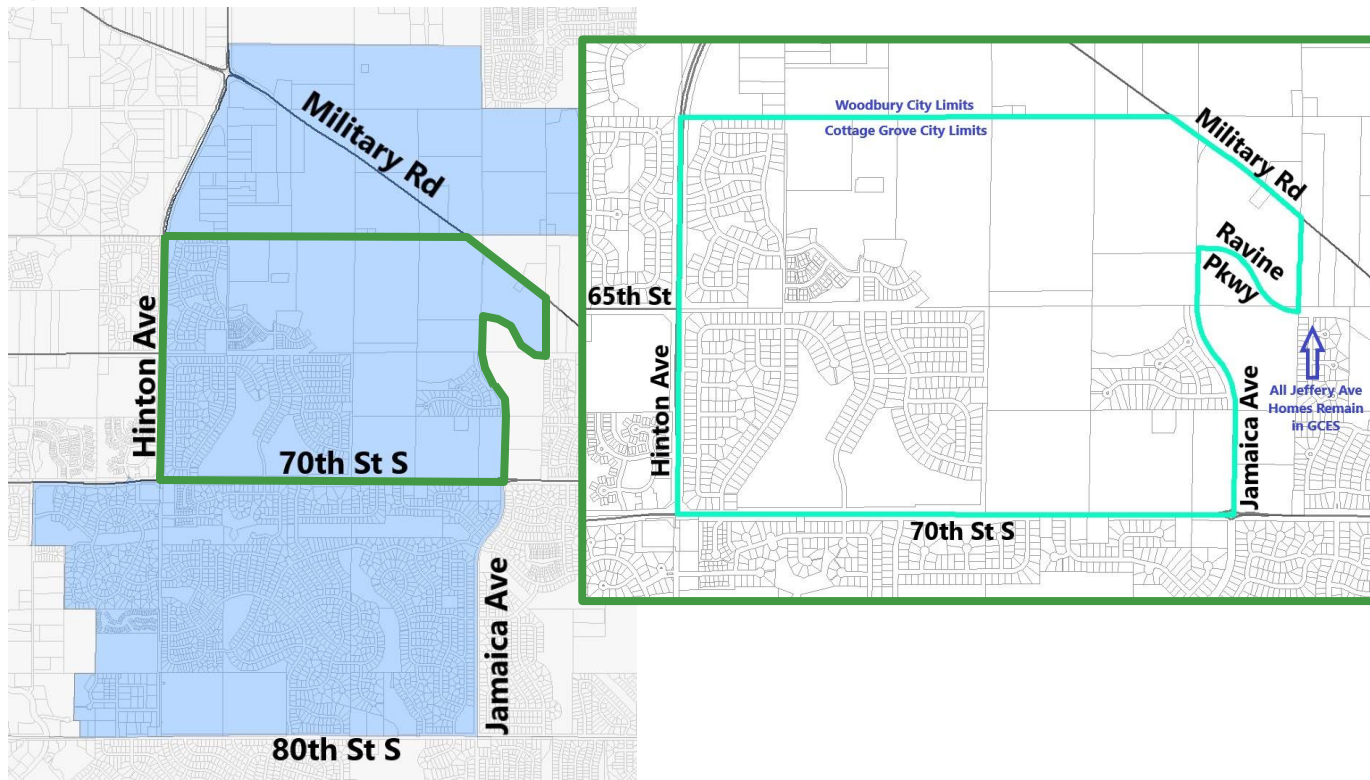 Military Rd
Hinton Ave
70th St S
Jamaica Ave
80th St S
Woodbury City Limits
Cottage Grove City Limits
Military Rd
Ravine
Pkwy
65th St
Hinton Ave
Jamaica Ave
All Jeffery Ave
Homes Remain
in GCES
70th St S